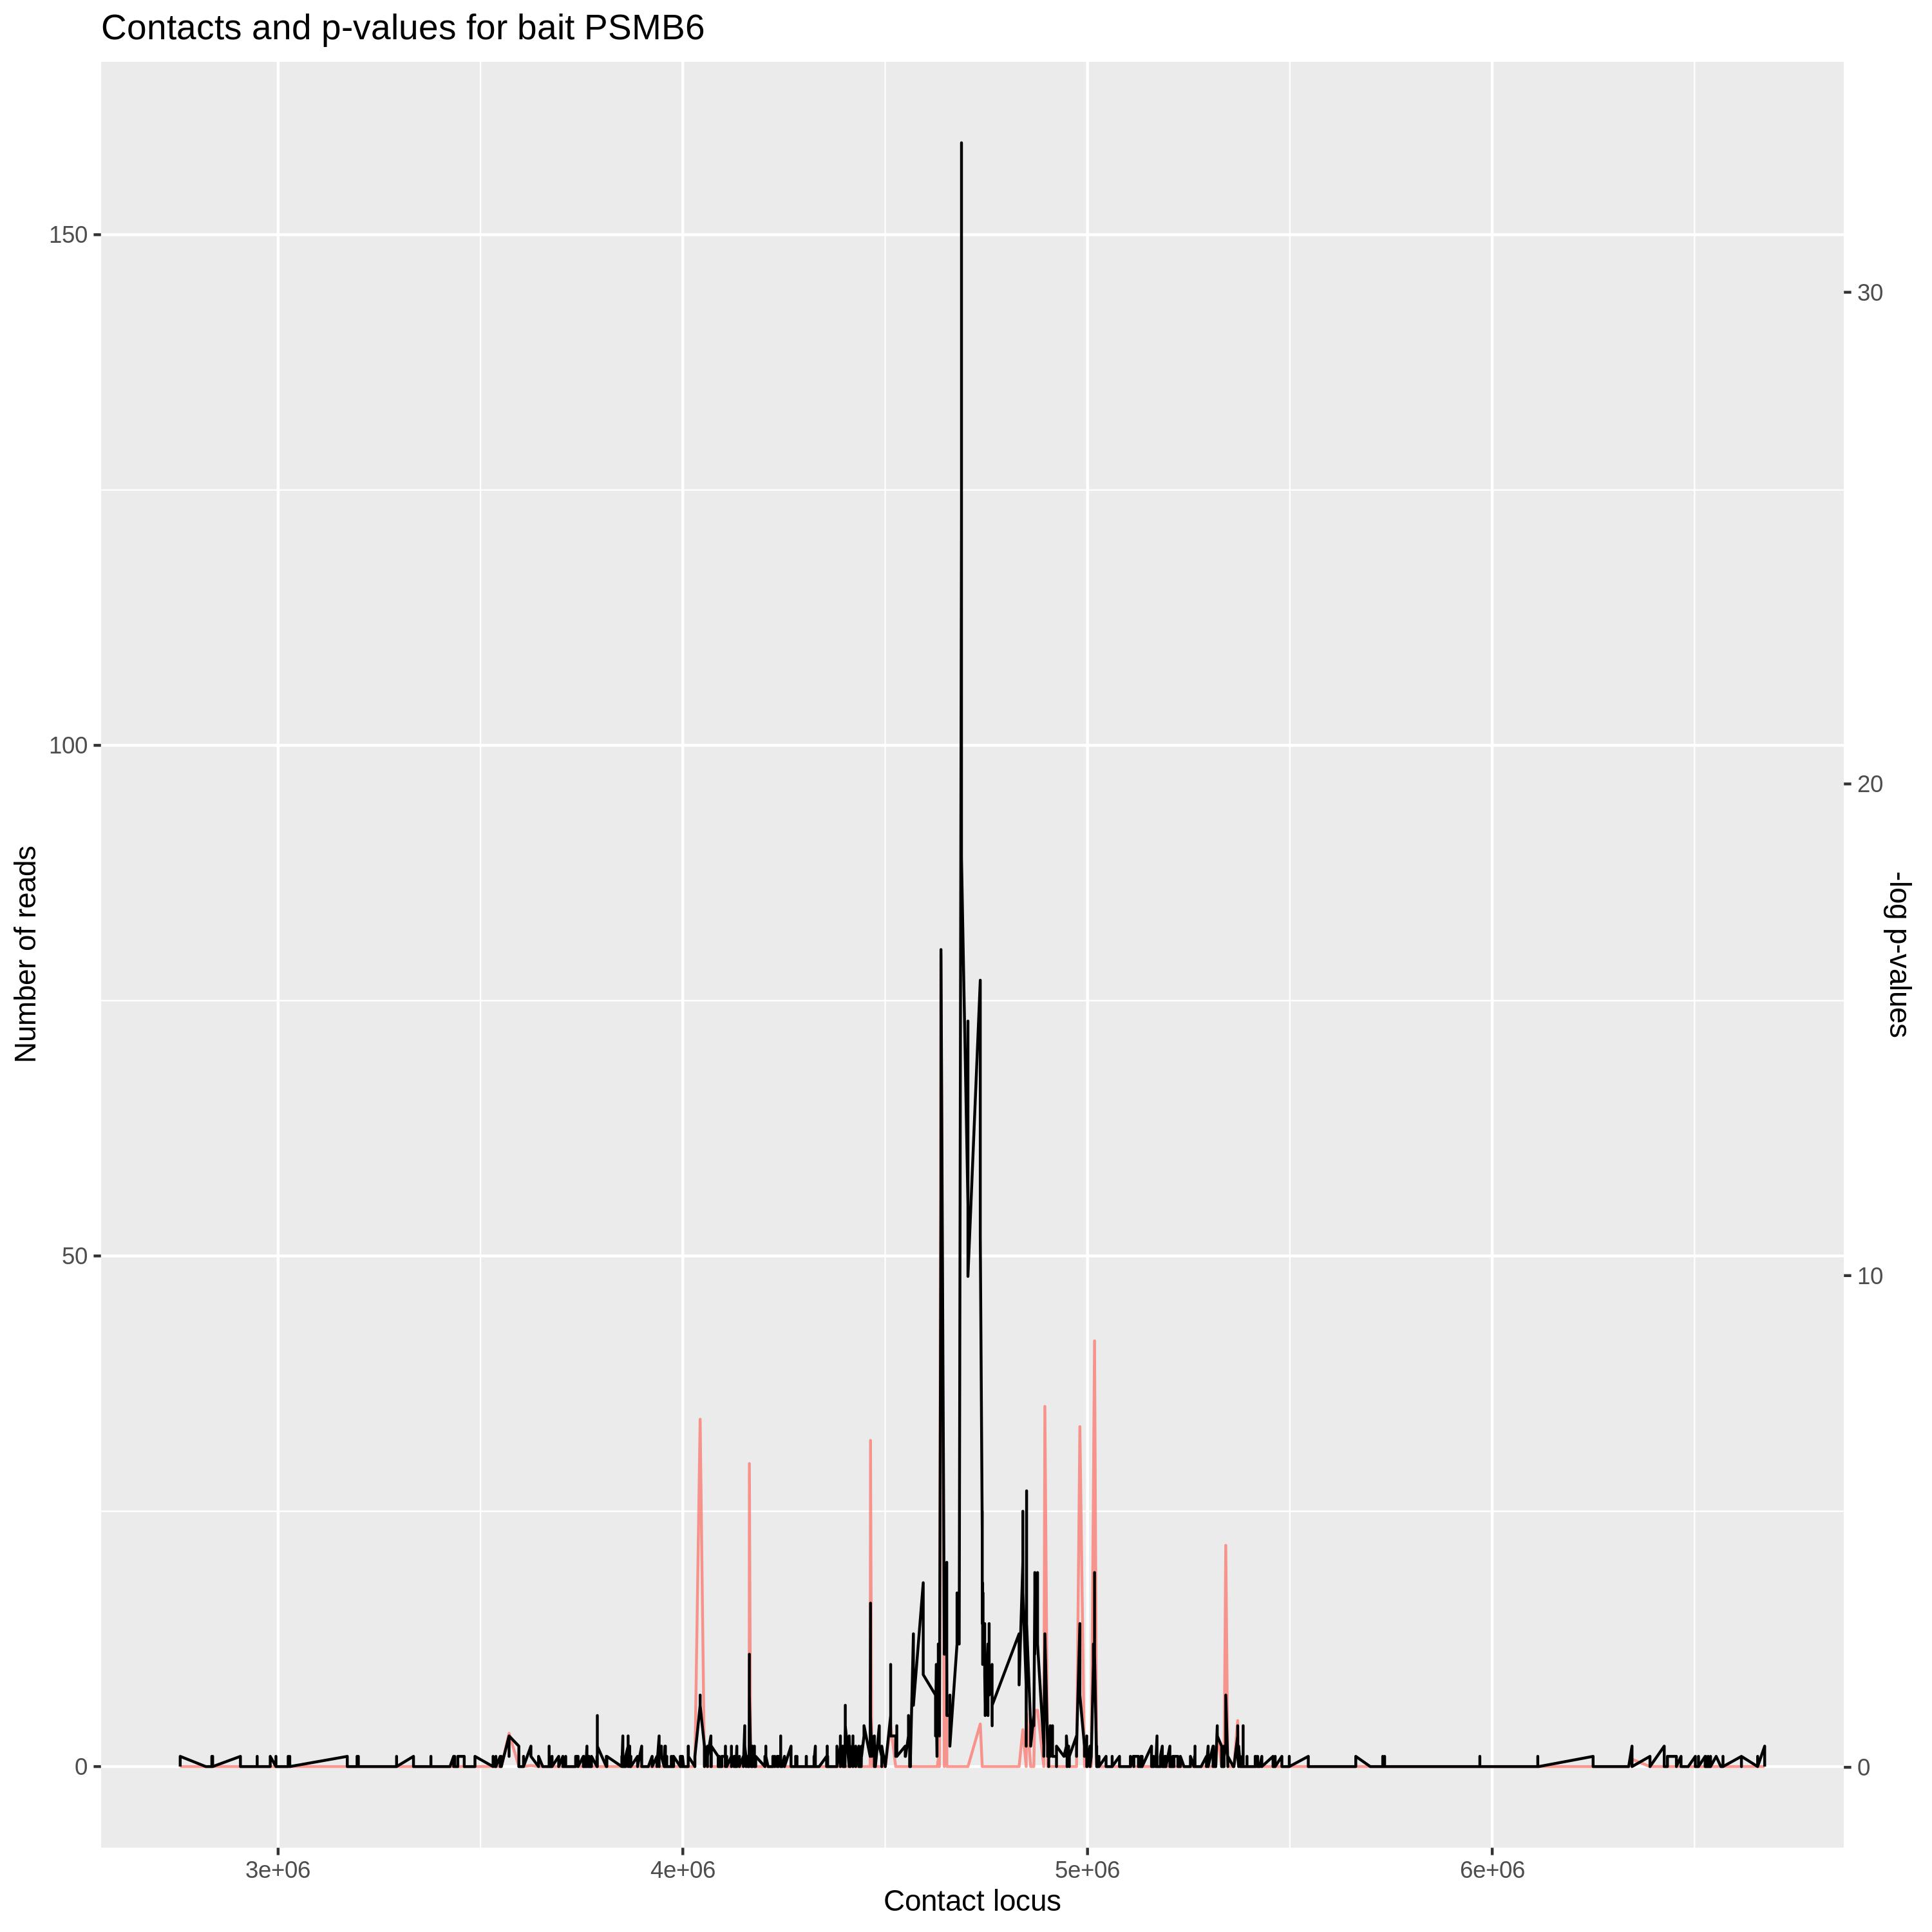 Contacts and p-values for bait PSMB6
150
100
50
0
Number of reads
30
20
10
0
-log p-values
3e+06
4e+06
5e+06
6e+06
Contact locus